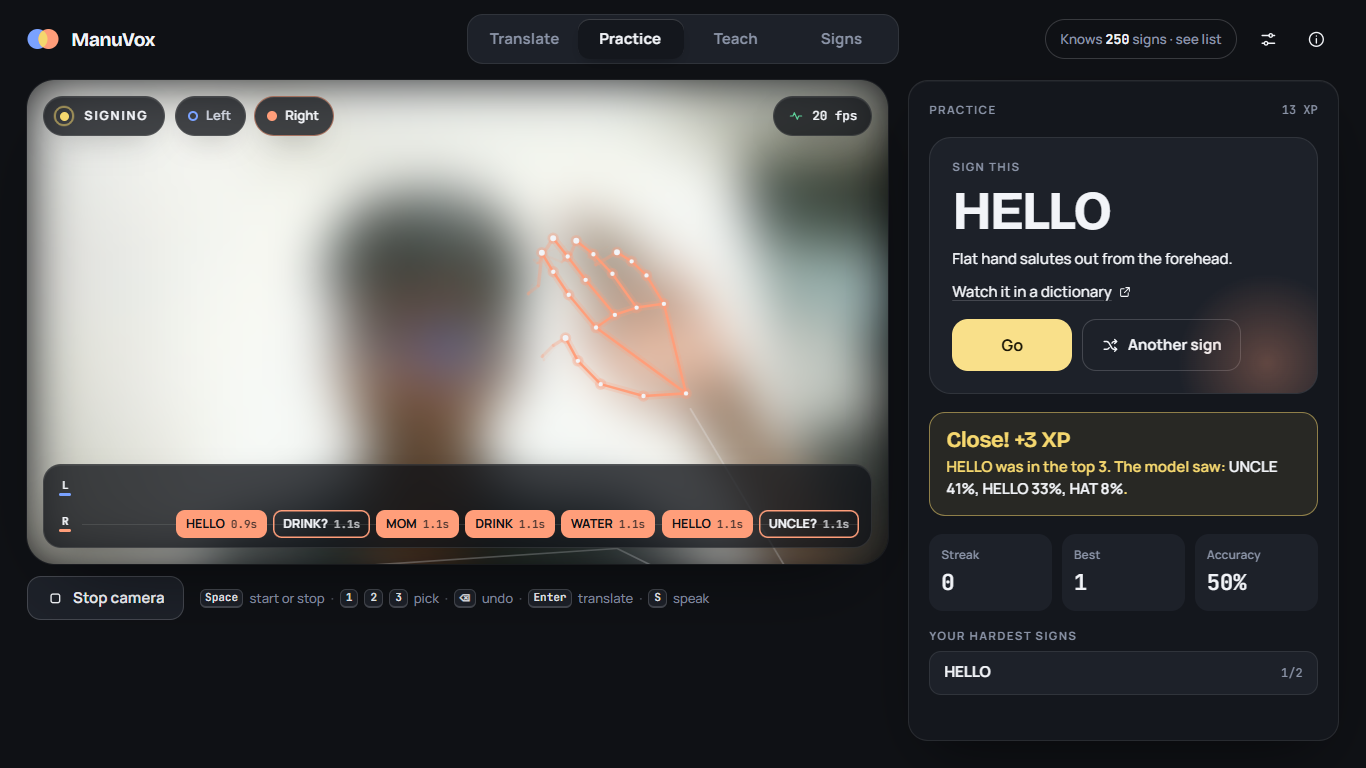 ManuVox
Translate
Practice
Teach
Signs
Knows 250 signs · see list
SIGNING
Left
Right
20 fps
L
R
HELLO 0.9s
DRINK? 1.1s
MOM 1.1s
DRINK 1.1s
WATER 1.1s
HELLO 1.1s
UNCLE? 1.1s
Stop camera
Space start or stop · 1 2 3 pick · ⌫ undo · Enter translate · S speak
PRACTICE
13 XP
SIGN THIS
HELLO
Flat hand salutes out from the forehead.
Watch it in a dictionary
Go
Another sign
Close! +3 XP
HELLO was in the top 3. The model saw: UNCLE
41%, HELLO 33%, HAT 8%.
Streak
0
Best
1
Accuracy
50%
YOUR HARDEST SIGNS
HELLO
1/2